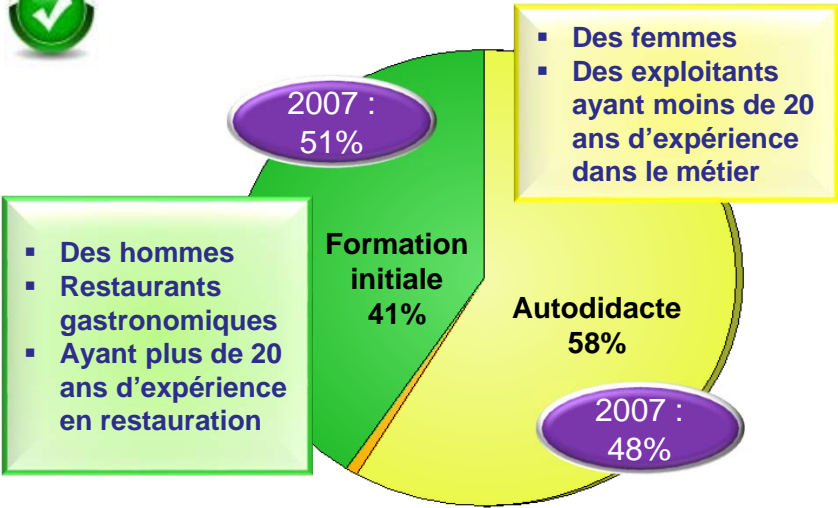 2007 :
51%
▪ Des femmes
▪ Des exploitants
ayant moins de 20
ans d’expérience
dans le métier
▪ Des hommes
▪ Restaurants
gastronomiques
▪ Ayant plus de 20
ans d’expérience
en restauration
Formation
initiale
41%
Autodidacte
58%
2007 :
48%